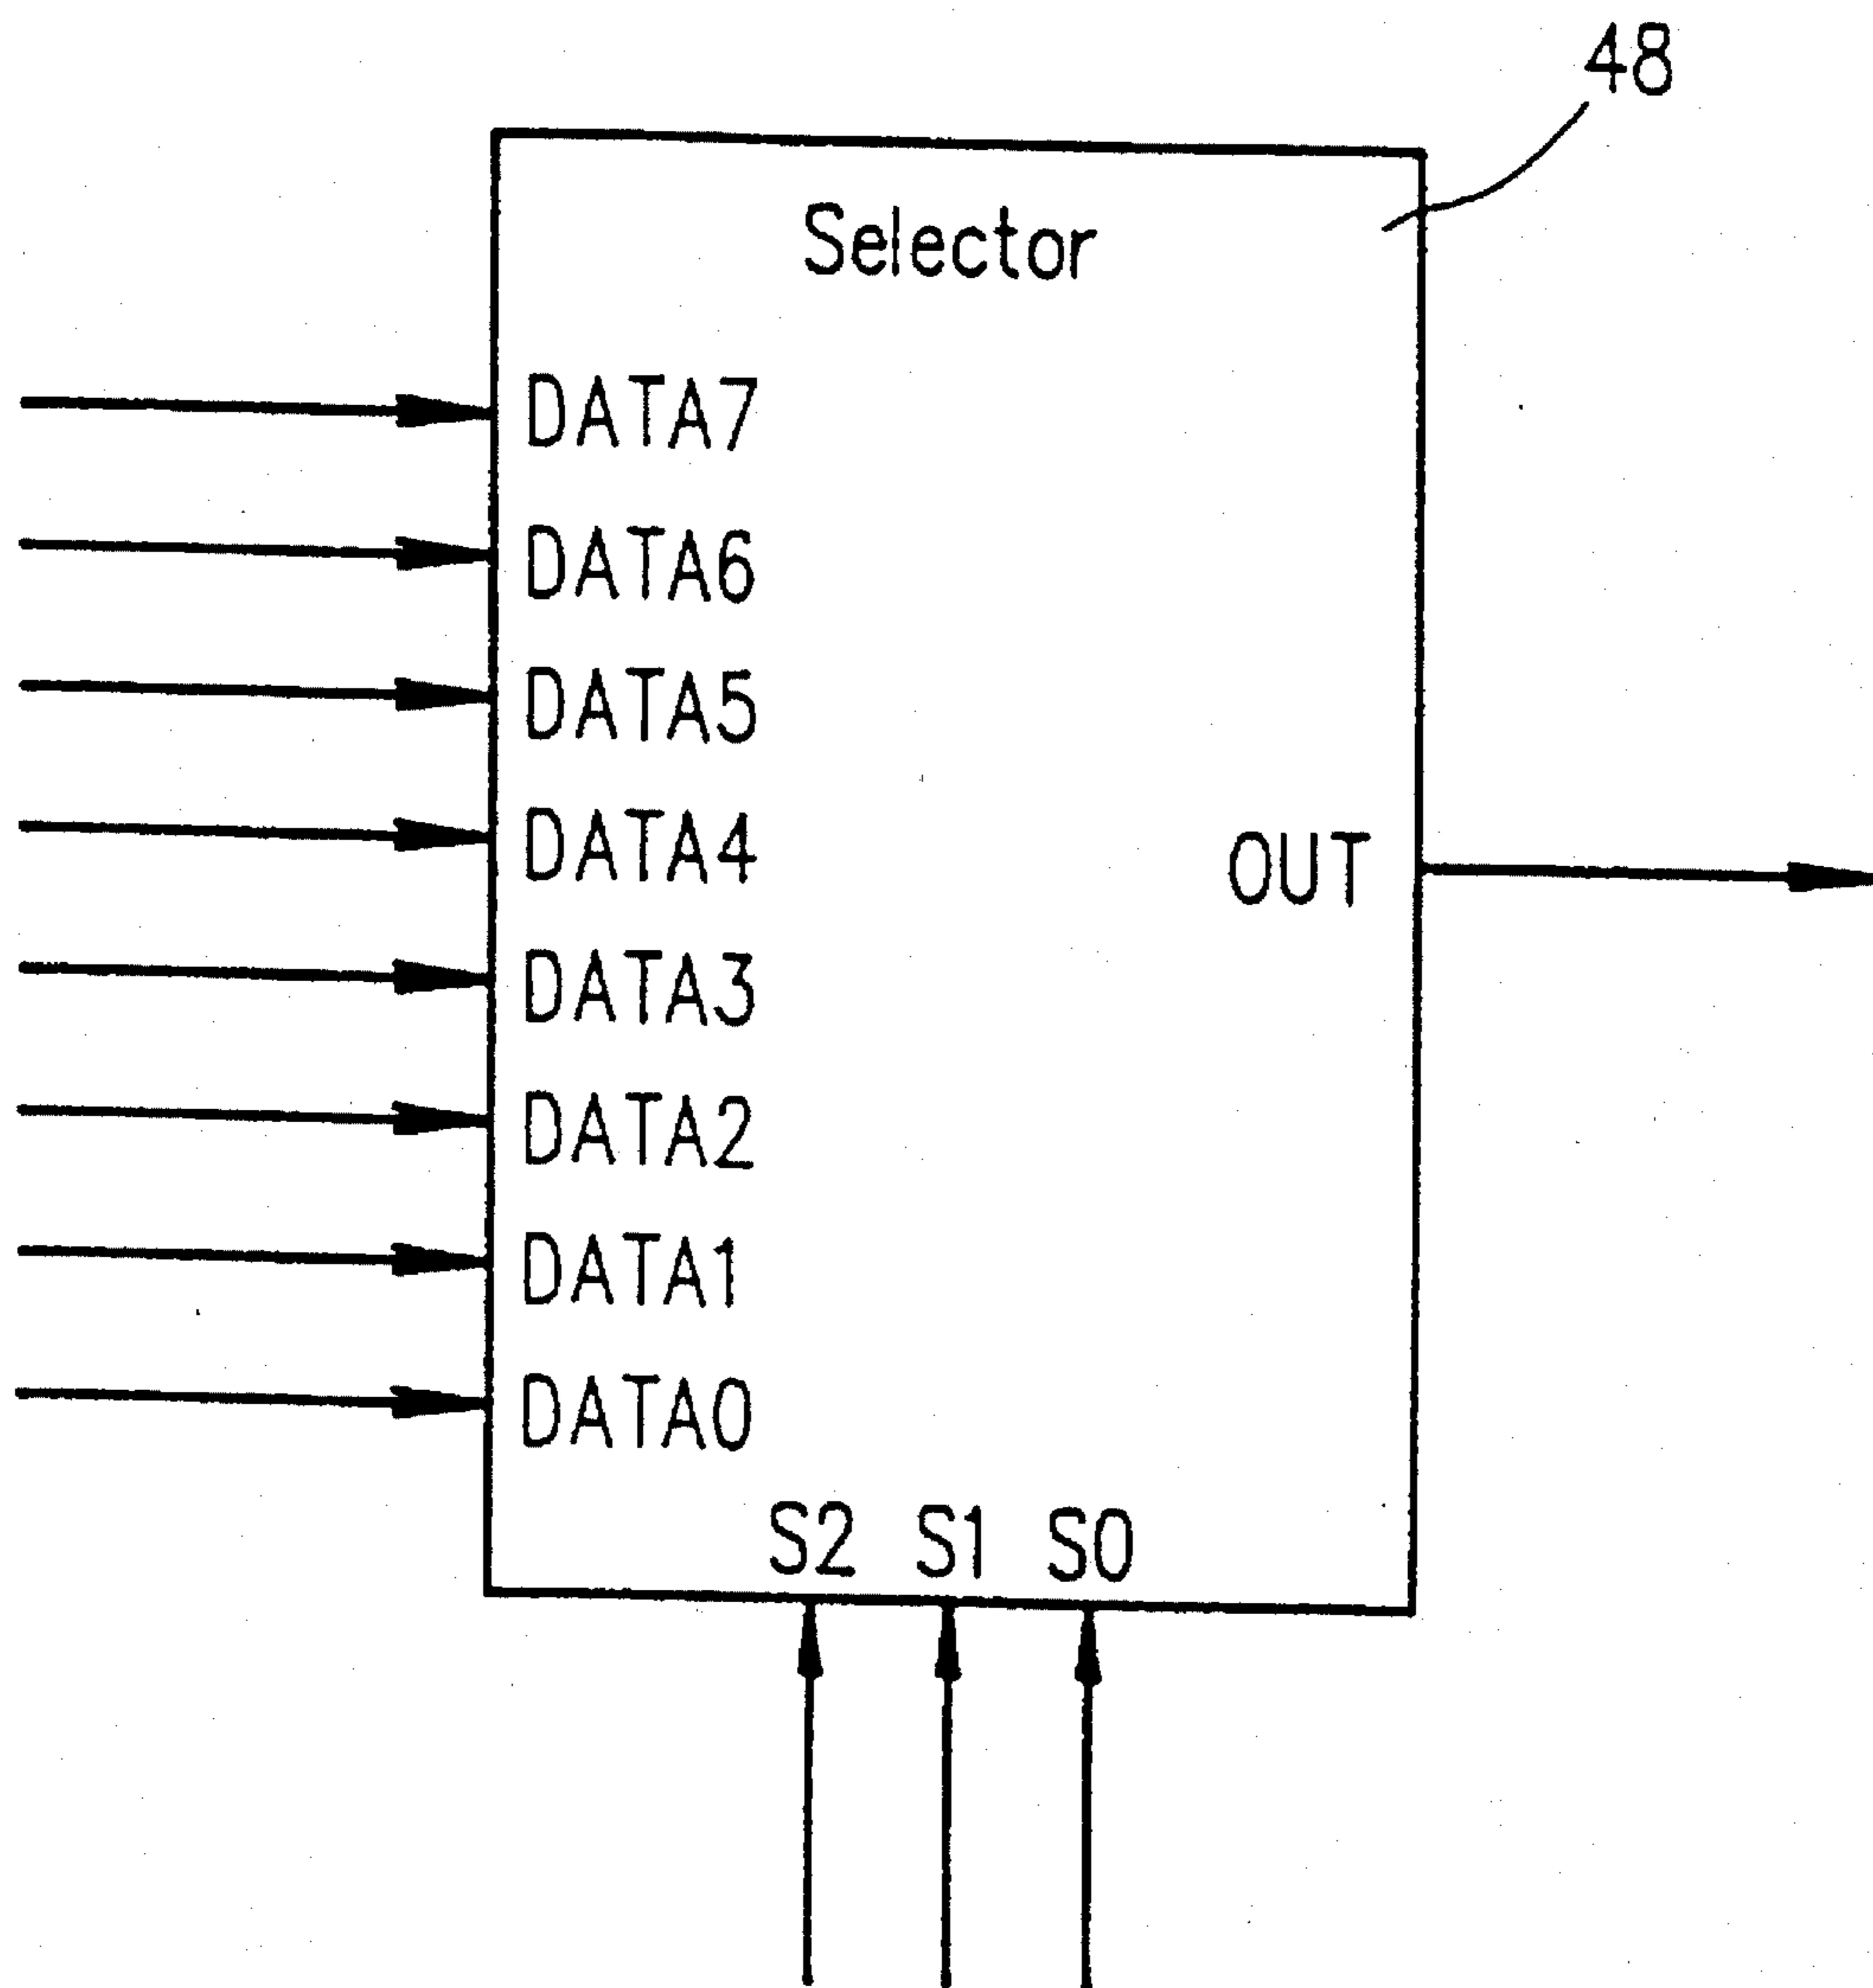 48
Selector
DATA7
DATA6
DATA5
DATA4
OUT
DATA3
DATA2
DATA1
DATA0
S2 S1 S0